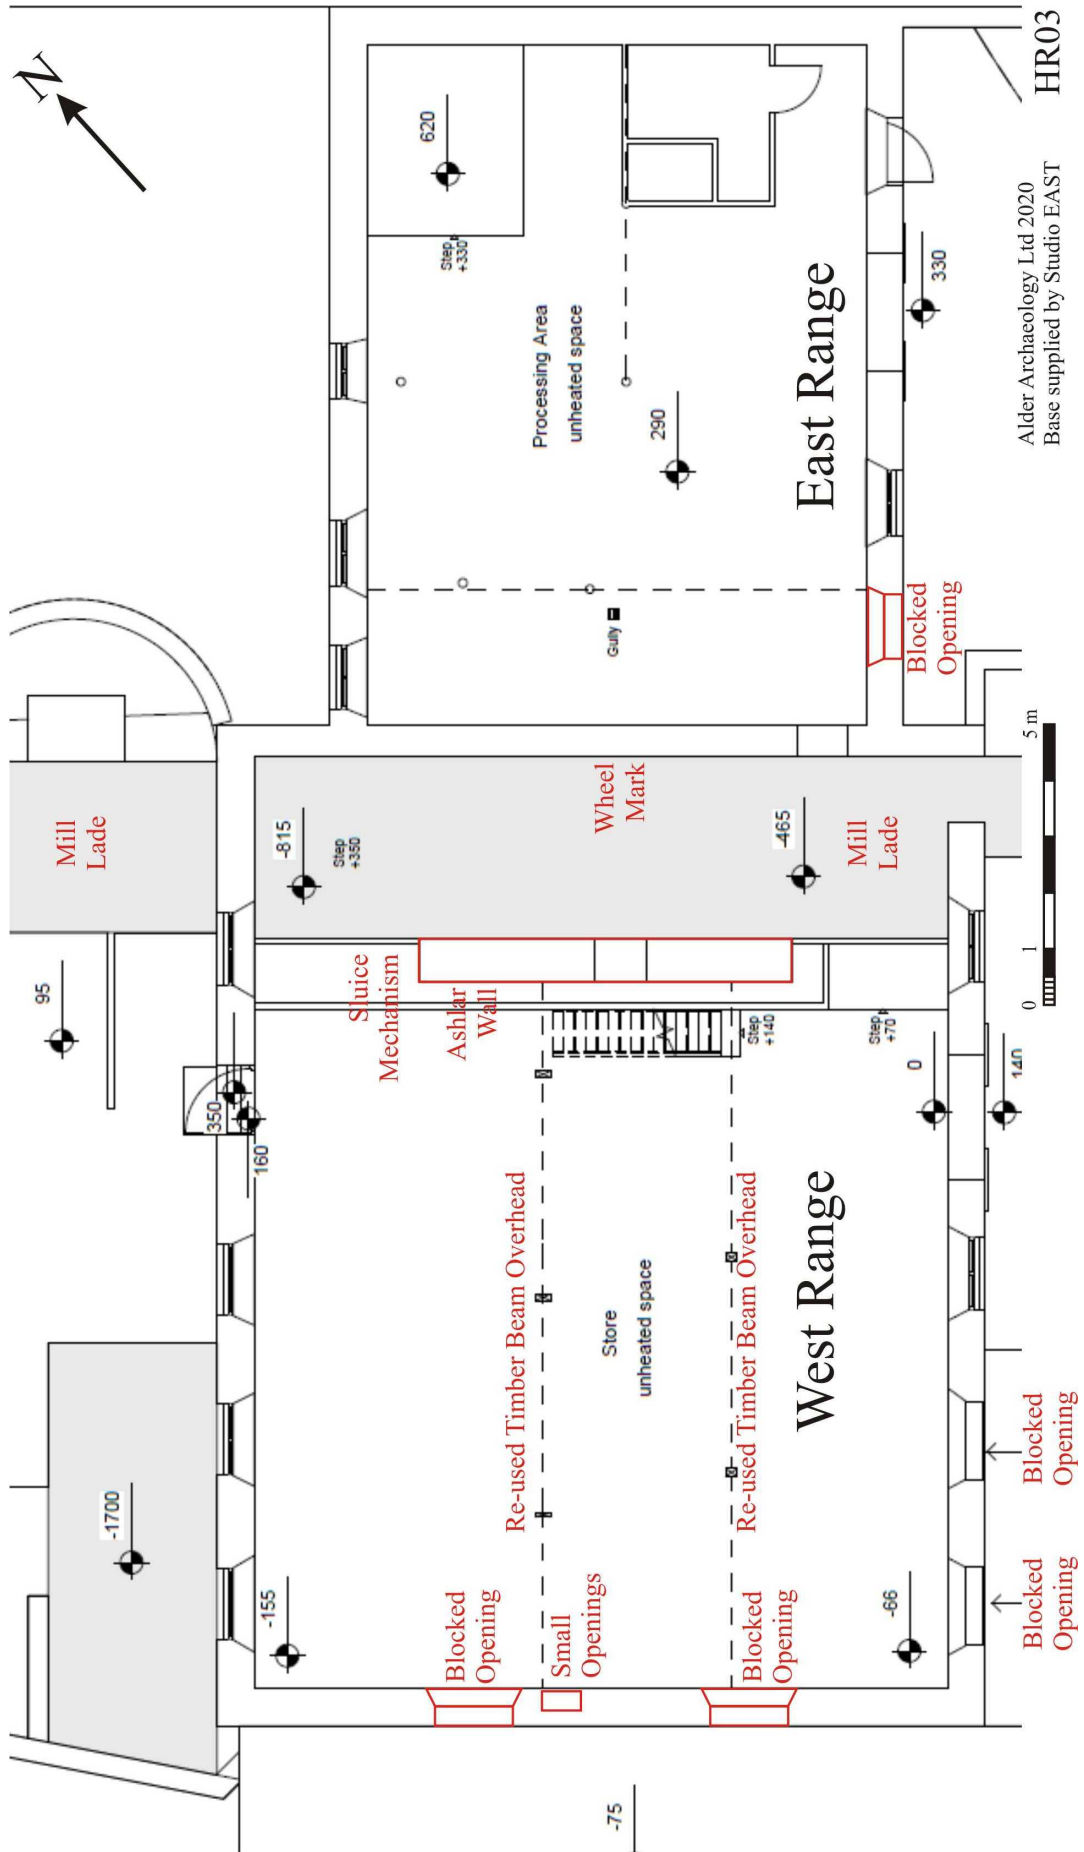 N
Mill
Lade
95
350
160
-1700
-155
-75
-815
Step
+350
Sluice
Mechanism
Ashlar
Wall
Wheel
Mark
-465
Mill
Lade
Step
+140
Step
+70
0
140
Re-used Timber Beam Overhead
Store
unheated space
Re-used Timber Beam Overhead
West Range
Blocked
Opening
Small
Openings
Blocked
Opening
-66
Blocked
Opening
Blocked
Opening
620
Step
+330
Processing Area
unheated space
290
East Range
330
Gully
Blocked
Opening
0
1
5 m
Alder Archaeology Ltd 2020
Base supplied by Studio EAST
HR03